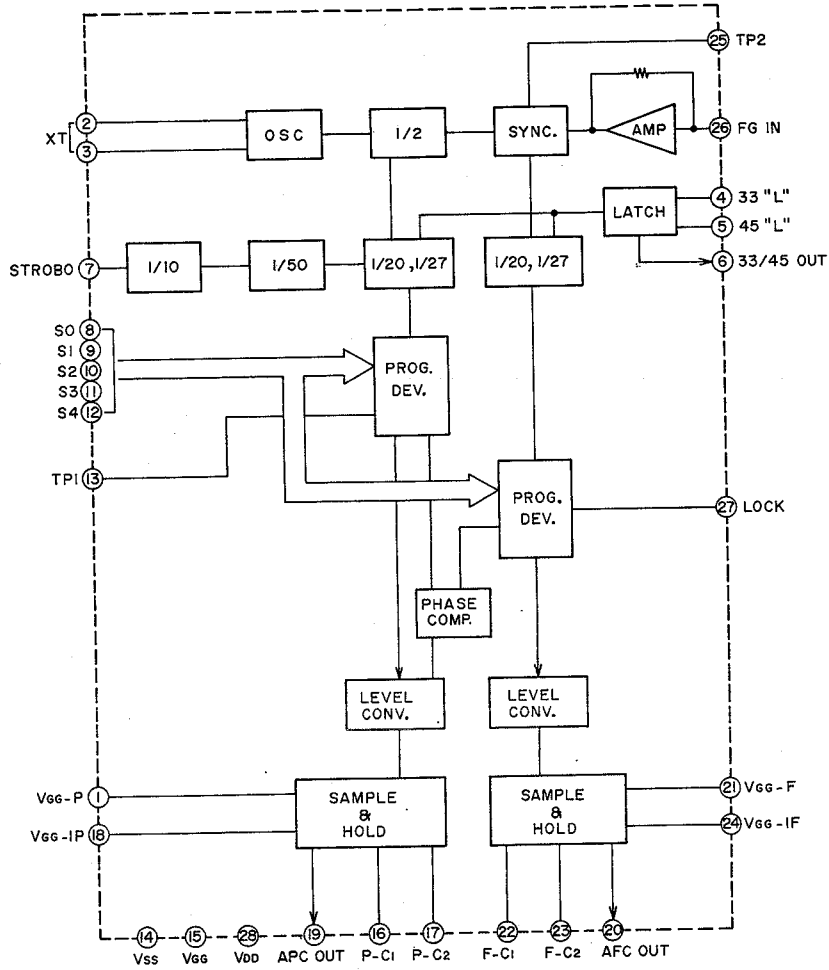 25 TP2
XT
2
3
OSC
1/2
SYNC.
AMP
26 FG IN
LATCH
4 33 "L"
5 45 "L"
6 33/45 OUT
STROBO 7
1/10
1/50
1/20,1/27
1/20,1/27
S0 8
S1 9
S2 10
S3 11
S4 12
PROG.
DEV.
TP1 13
PROG.
DEV.
27 LOCK
PHASE
COMP.
LEVEL
CONV.
LEVEL
CONV.
VGG-P 1
VGG-IP 18
SAMPLE
&
HOLD
SAMPLE
&
HOLD
21 VGG-F
24 VGG-IF
14 15 28 19 16 17 22 23 20
VSS VGG VDD APC OUT P-C1 P-C2 F-C1 F-C2 AFC OUT